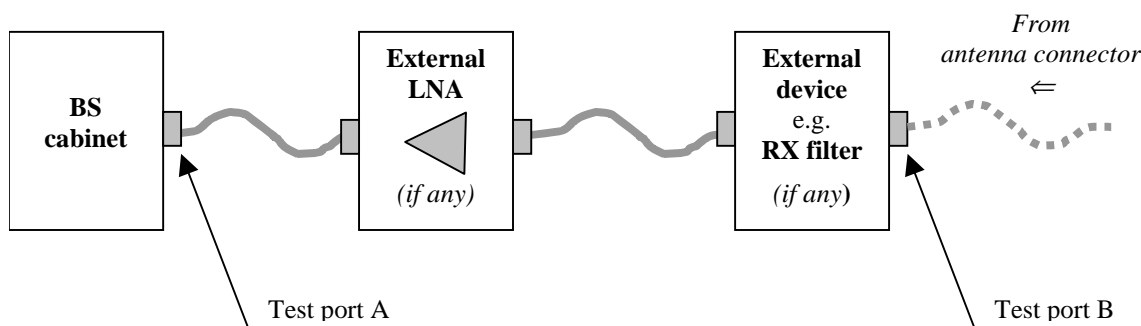 BS
cabinet
External
LNA
(if any)
External
device
e.g.
RX filter
(if any)
From
antenna connector
⇐
Test port A
Test port B